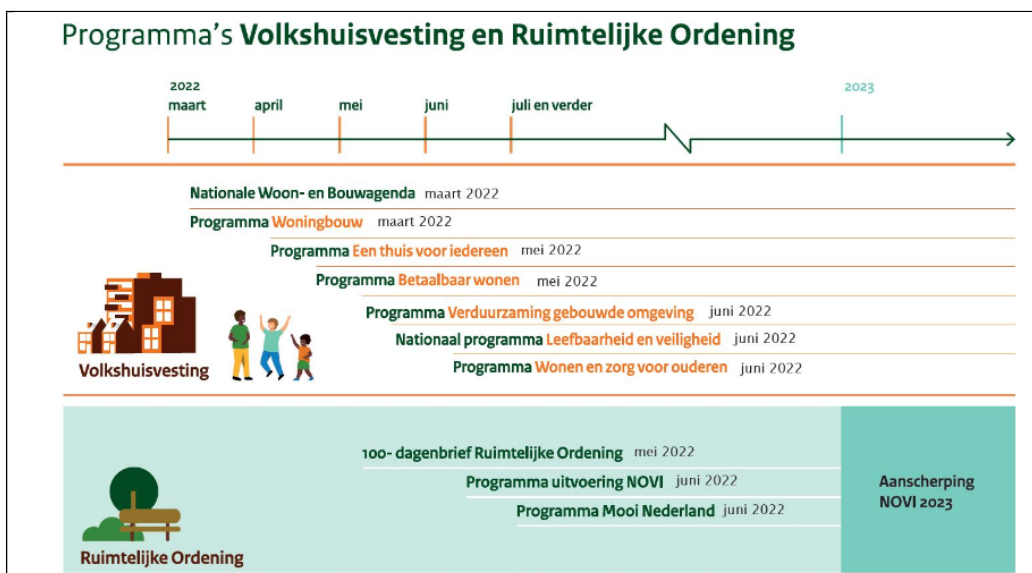 Programma's Volkshuisvesting en Ruimtelijke Ordening
2022
2023
maart april mei juni juli en verder
Nationale Woon- en Bouwagenda maart 2022
Programma Woningbouw maart 2022
Programma Een thuis voor iedereen mei 2022
Programma Betaalbaar wonen mei 2022
Programma Verduurzaming gebouwde omgeving juni 2022
Nationaal programma Leefbaarheid en veiligheid juni 2022
Programma Wonen en zorg voor ouderen juni 2022
Volkshuisvesting
100- dagenbrief Ruimtelijke Ordening mei 2022
Programma uitvoering NOVI juni 2022
Programma Mooi Nederland juni 2022
Aanscherping
NOVI 2023
Ruimtelijke Ordening